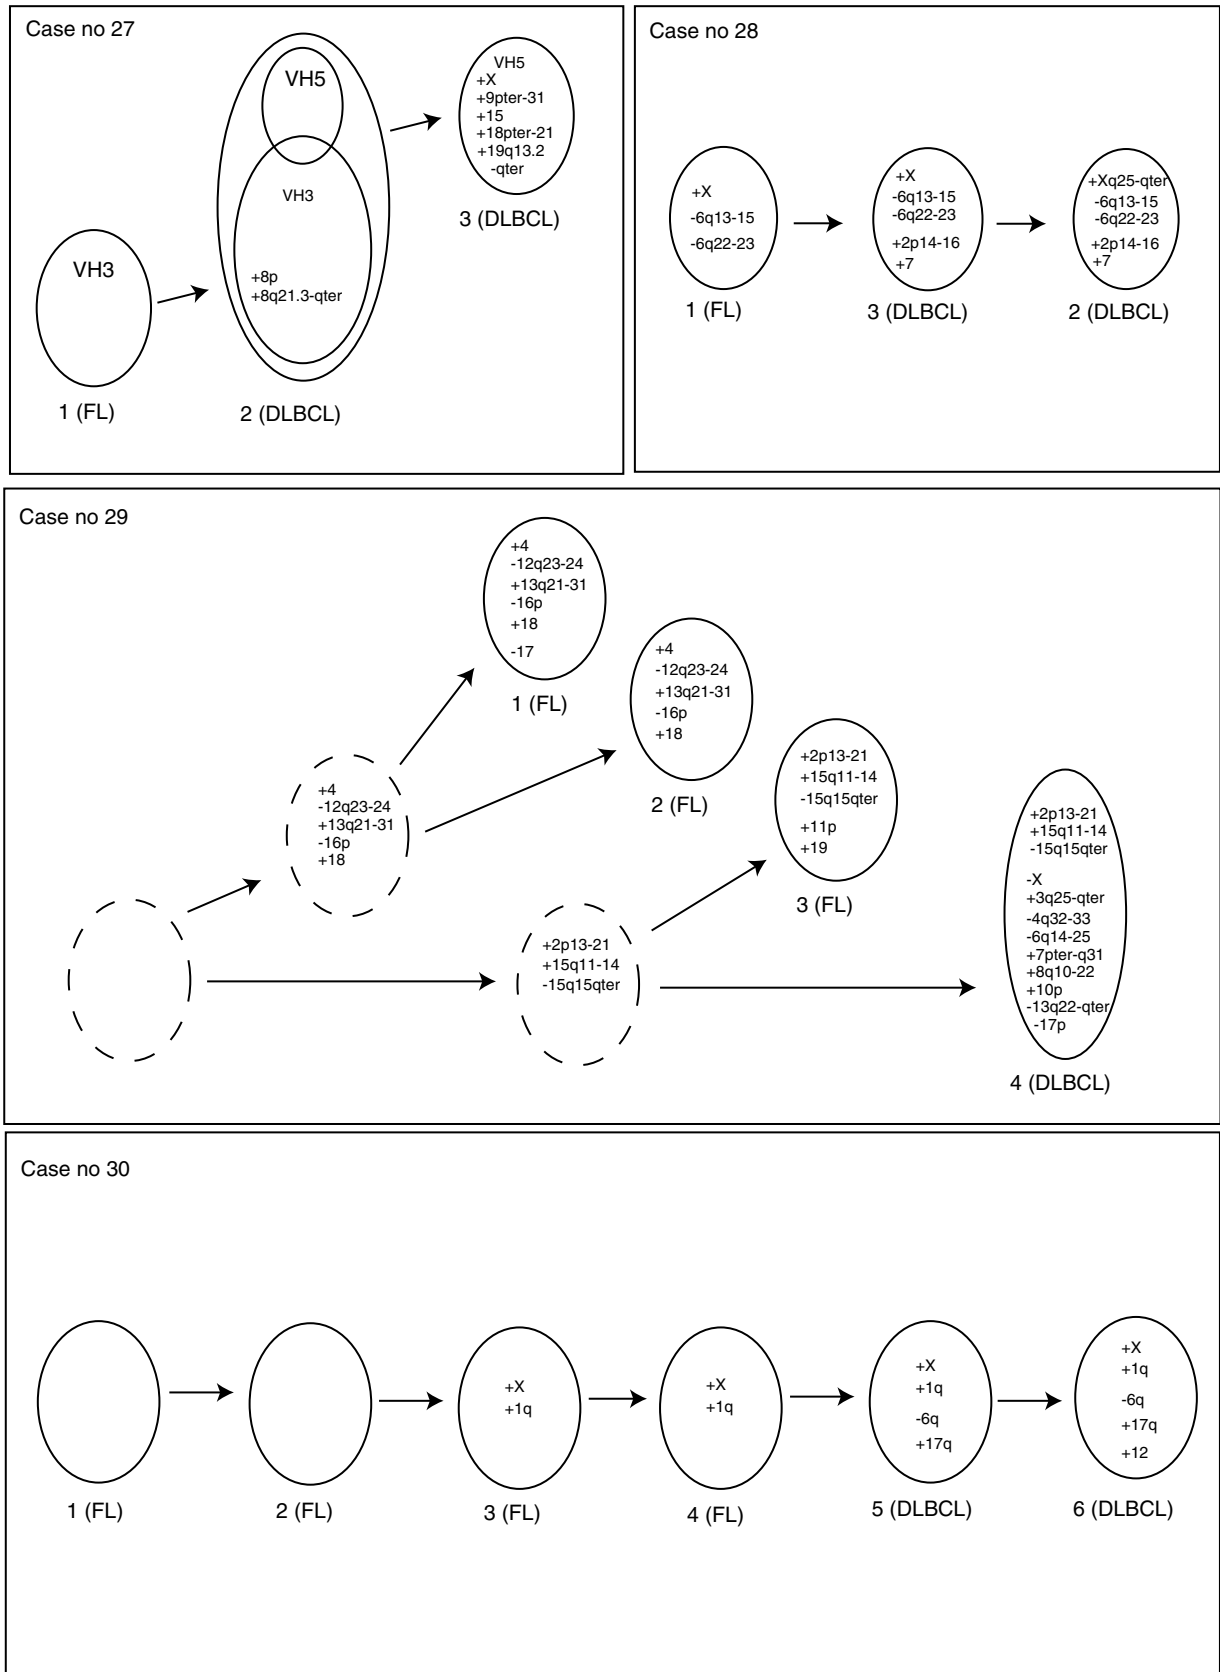 Case no 27
VH3
1 (FL)
VH5
VH3
+8p
+8q21.3-qter
2 (DLBCL)
VH5
+X
+9pter-31
+15
+18pter-21
+19q13.2
-qter
3 (DLBCL)
Case no 28
+X
-6q13-15
-6q22-23
1 (FL)
+X
-6q13-15
-6q22-23
+2p14-16
+7
3 (DLBCL)
+Xq25-qter
-6q13-15
-6q22-23
+2p14-16
+7
2 (DLBCL)
Case no 29
+4
-12q23-24
+13q21-31
-16p
+18
-17
1 (FL)
+4
-12q23-24
+13q21-31
-16p
+18
2 (FL)
+4
-12q23-24
+13q21-31
-16p
+18
+2p13-21
+15q11-14
-15q15qter
+11p
+19
3 (FL)
+2p13-21
+15q11-14
-15q15qter
+2p13-21
+15q11-14
-15q15qter
-X
+3q25-qter
-4q32-33
-6q14-25
+7pter-q31
+8q10-22
+10p
-13q22-qter
-17p
4 (DLBCL)
Case no 30
1 (FL)
2 (FL)
+X
+1q
3 (FL)
+X
+1q
4 (FL)
+X
+1q
-6q
+17q
5 (DLBCL)
+X
+1q
-6q
+17q
+12
6 (DLBCL)